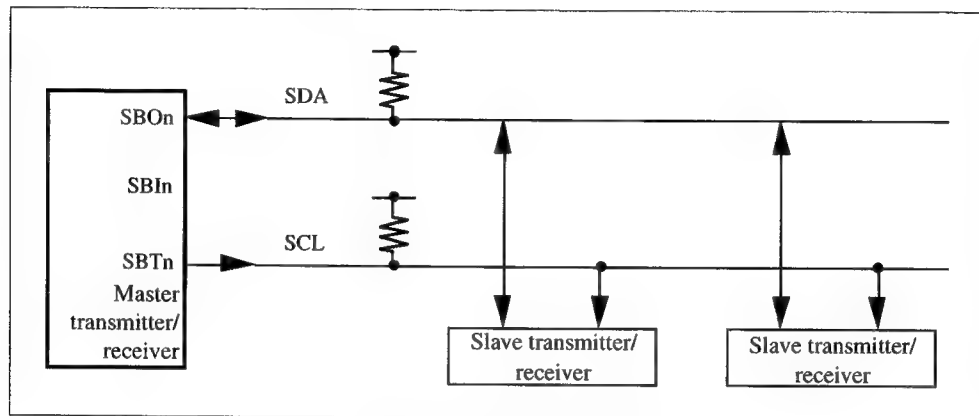 SDA
SBOn
SBIn
SCL
SBTn
Master
transmitter/
receiver
Slave transmitter/
receiver
Slave transmitter/
receiver